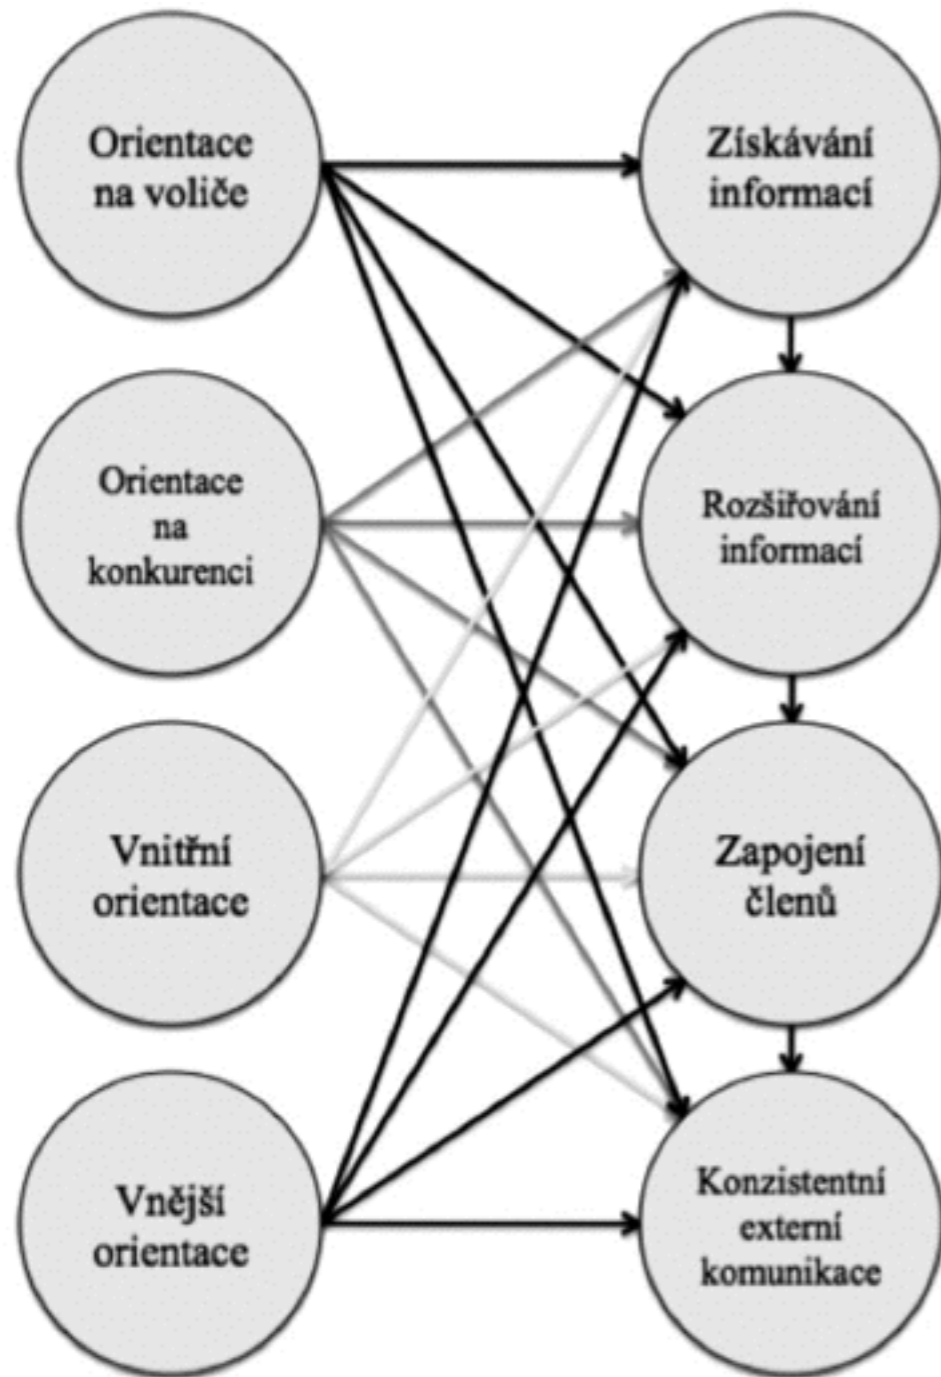 Orientace
na voliče
Získávání
informací
Orientace
na
konkurenci
Rozšiřování
informací
Vnitřní
orientace
Zapojení
členů
Vnější
orientace
Konzistentní
externí
komunikace